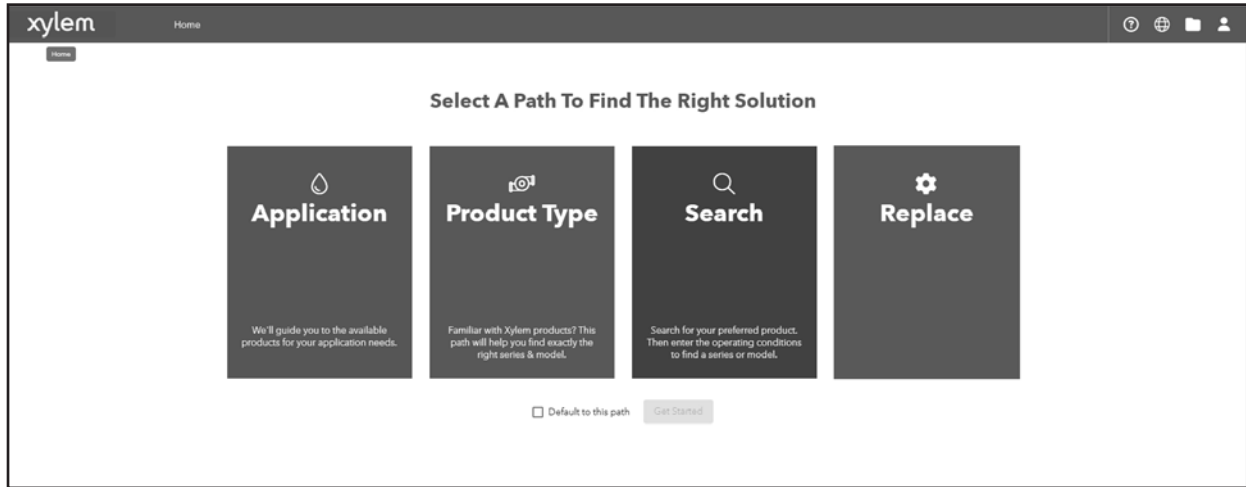 xylem
Home
Home
Select A Path To Find The Right Solution
Application
We'll guide you to the available
products for your application needs.
Product Type
Familiar with Xylem products? This
path will help you find exactly the
right series & model.
Search
Search for your preferred product.
Then enter the operating conditions
to find a series or model.
Replace
Default to this path
Get Started